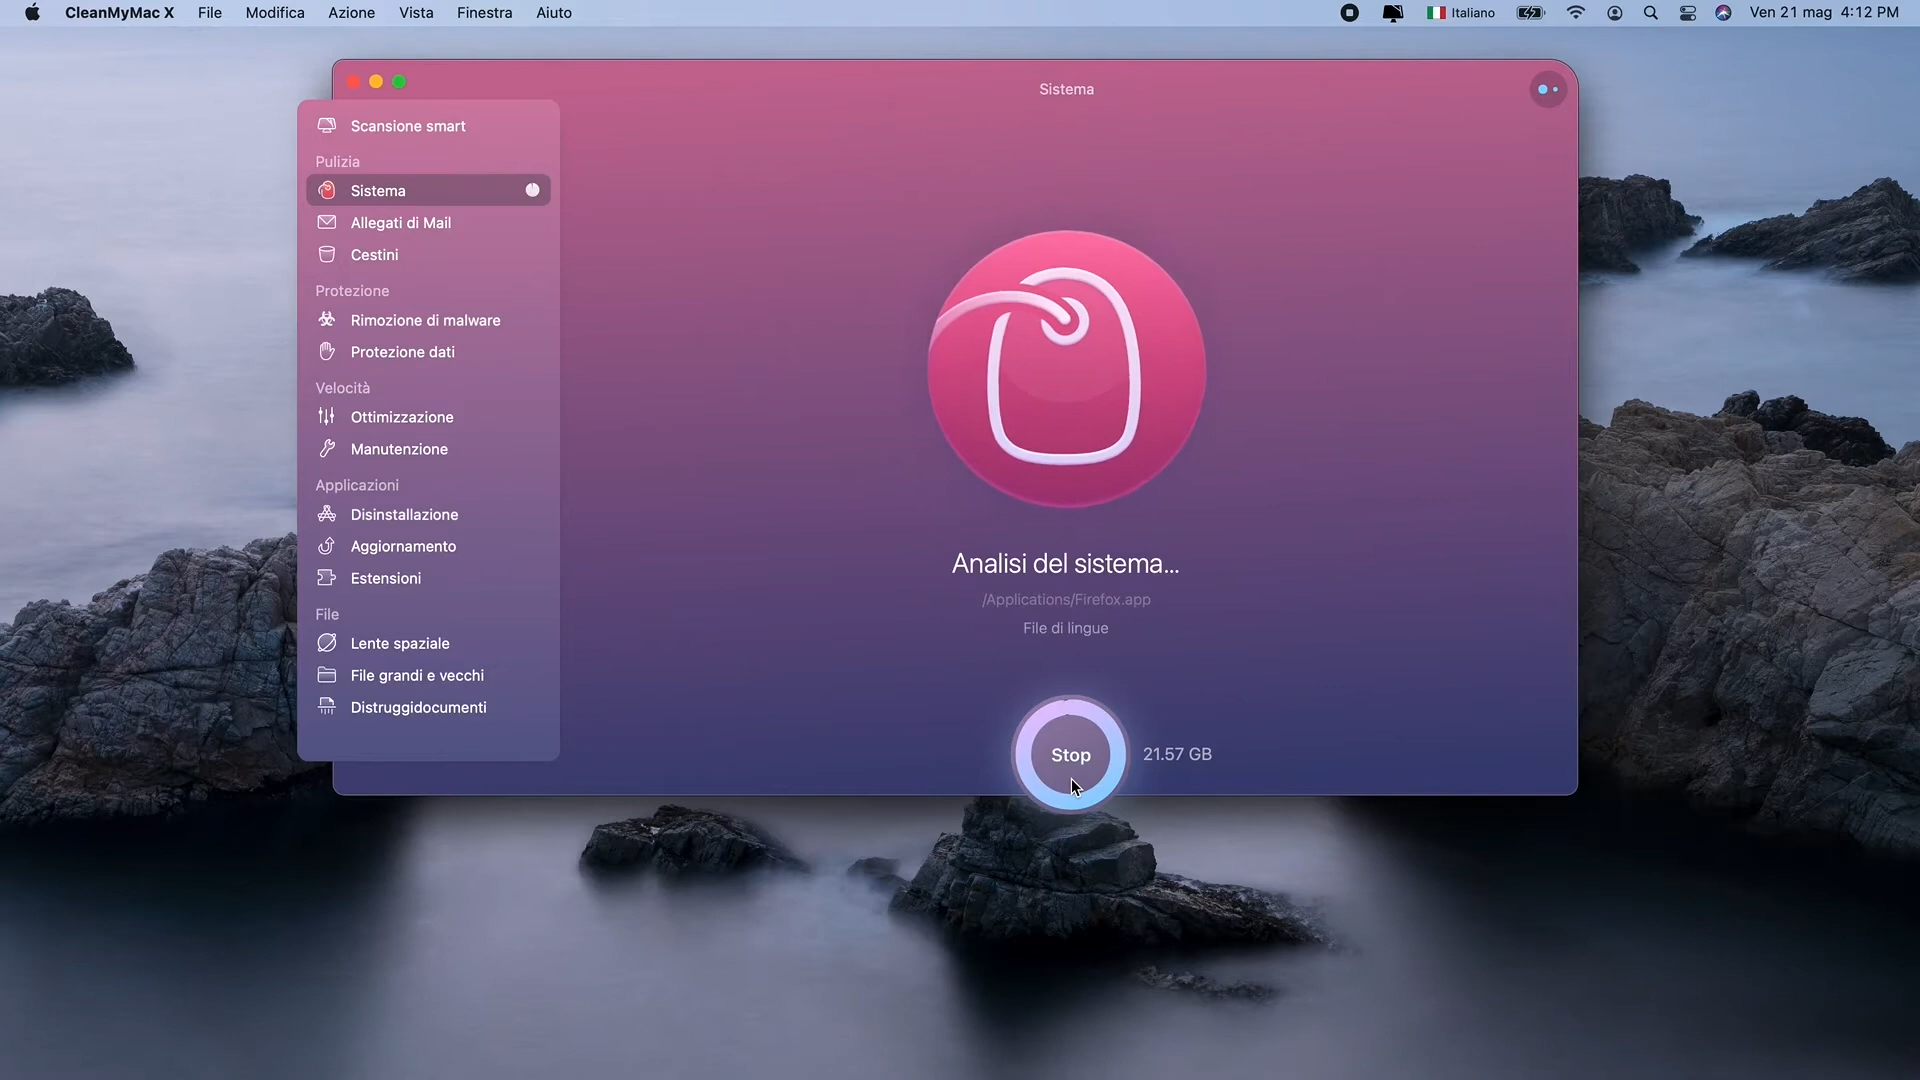 CleanMyMac X File Modifica Azione Vista Finestra Aiuto Italiano Ven 21 mag 4:12 PM
Sistema
Scansione smart
Pulizia
Sistema
Allegati di Mail
Cestini
Protezione
Rimozione di malware
Protezione dati
Velocità
Ottimizzazione
Manutenzione
Applicazioni
Disinstallazione
Aggiornamento
Estensioni
File
Lente spaziale
File grandi e vecchi
Distruggidocumenti
Analisi del sistema...
/Applications/Firefox.app
File di lingue
Stop 21.57 GB